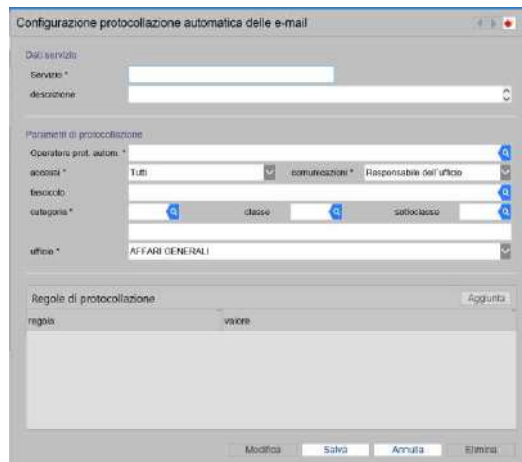 Configurazione protocollazione automatica delle e-mail
Dati servizio
Servizio *
descrizione
Parametri di protocollazione
Operatore prot. autom. *
accessi * Tutti comunicazioni * Responsabile dell'ufficio
fascicolo
categoria * classe sottoclasse
ufficio * AFFARI GENERALI
Regole di protocollazione Aggiunta
regola valore
Modifica Salva Annulla Elimina